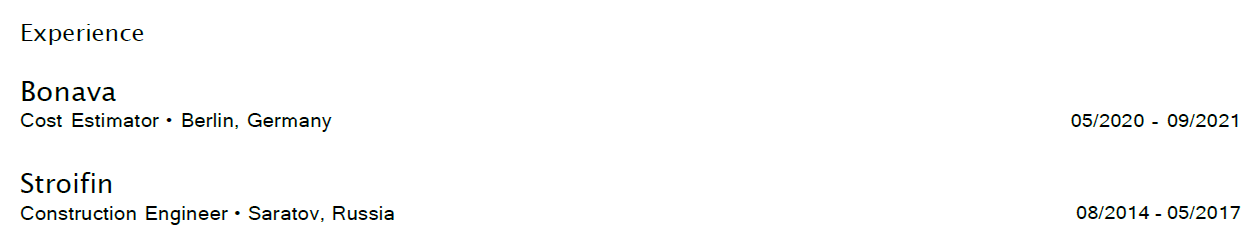 Experience
Bonava
Cost Estimator • Berlin, Germany 05/2020 - 09/2021
Stroifin
Construction Engineer • Saratov, Russia 08/2014 - 05/2017